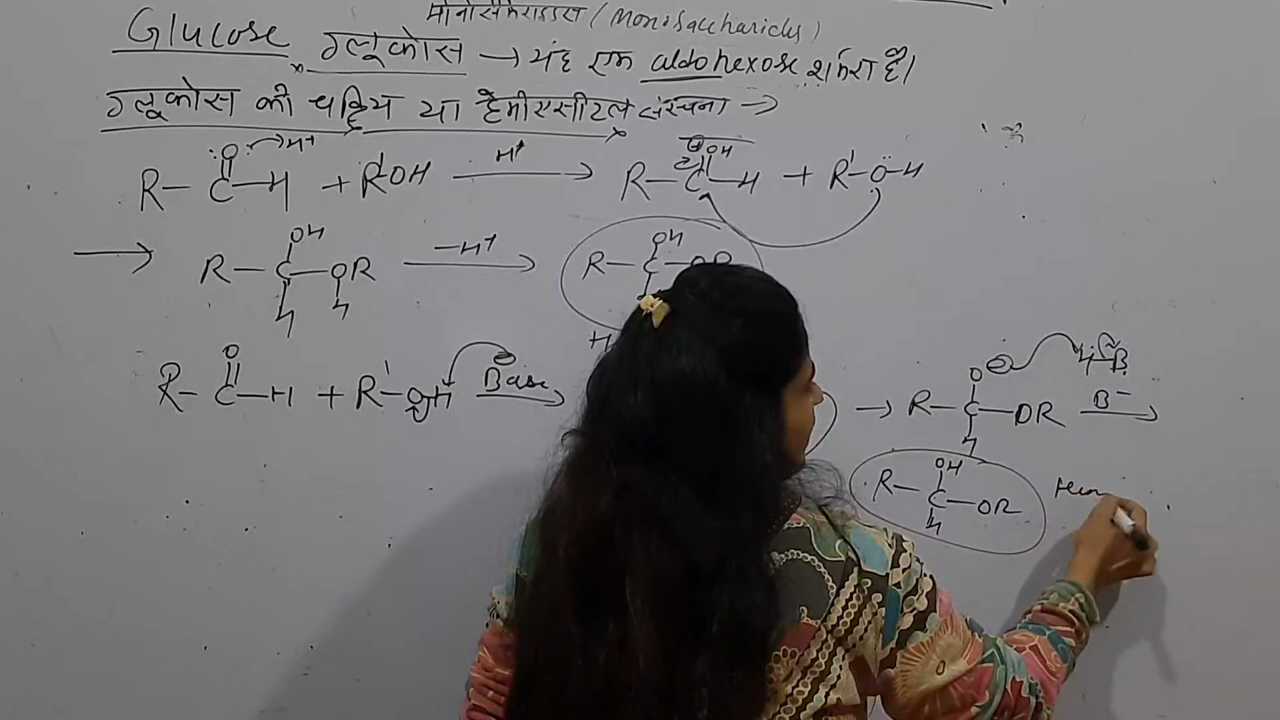 मोनोसैकेराइड्स (Monosaccharides)
Glucose ग्लूकोस → यह एक aldohexose शर्करा है।
ग्लूकोस की चक्रिय या हेमीएसीटल संरचना →
:O: H+
R–C–H + R'OH H+ → R–C–H + R'–O–H
⊕OH
→ R–C–OR –H+ → R–C–OR
OH H H OH
R–C–H + R'–OH Base → → R–C–OR B⁻ →
O O ⊖ H–B
R–C–OR
OH H